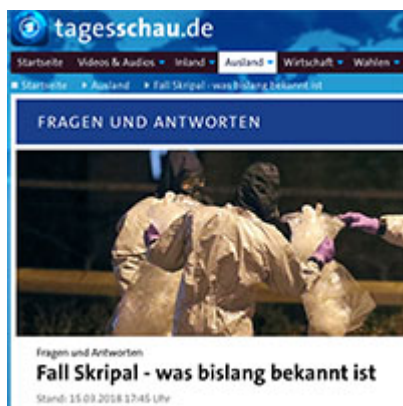 tagesschau.de
Startseite Videos & Audios Inland Ausland Wirtschaft Wahlen
Startseite Ausland Fall Skripal - was bislang bekannt ist
FRAGEN UND ANTWORTEN
Fragen und Antworten
Fall Skripal - was bislang bekannt ist
Stand: 15.03.2018 17:45 Uhr